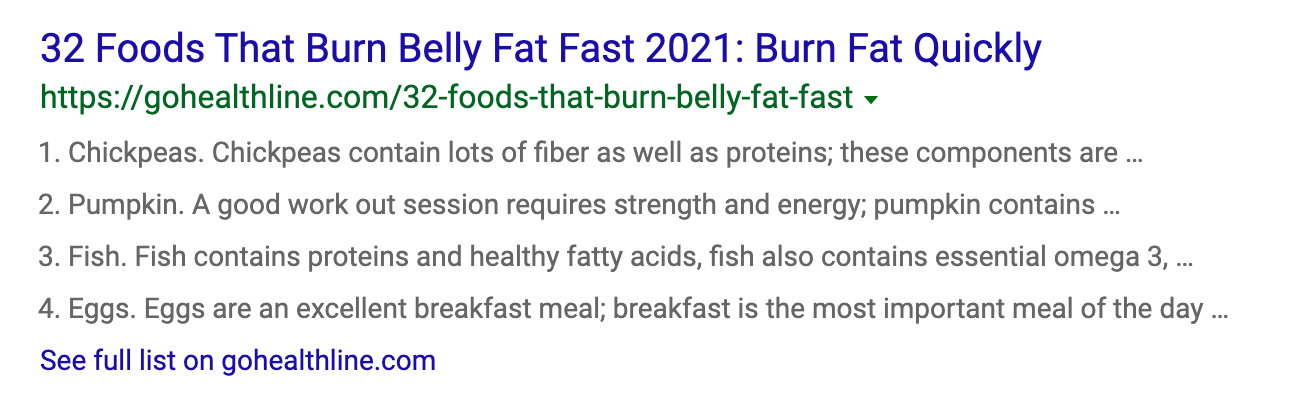 32 Foods That Burn Belly Fat Fast 2021: Burn Fat Quickly
https://gohealthline.com/32-foods-that-burn-belly-fat-fast
1. Chickpeas. Chickpeas contain lots of fiber as well as proteins; these components are ...
2. Pumpkin. A good work out session requires strength and energy; pumpkin contains ...
3. Fish. Fish contains proteins and healthy fatty acids, fish also contains essential omega 3, ...
4. Eggs. Eggs are an excellent breakfast meal; breakfast is the most important meal of the day ...
See full list on gohealthline.com